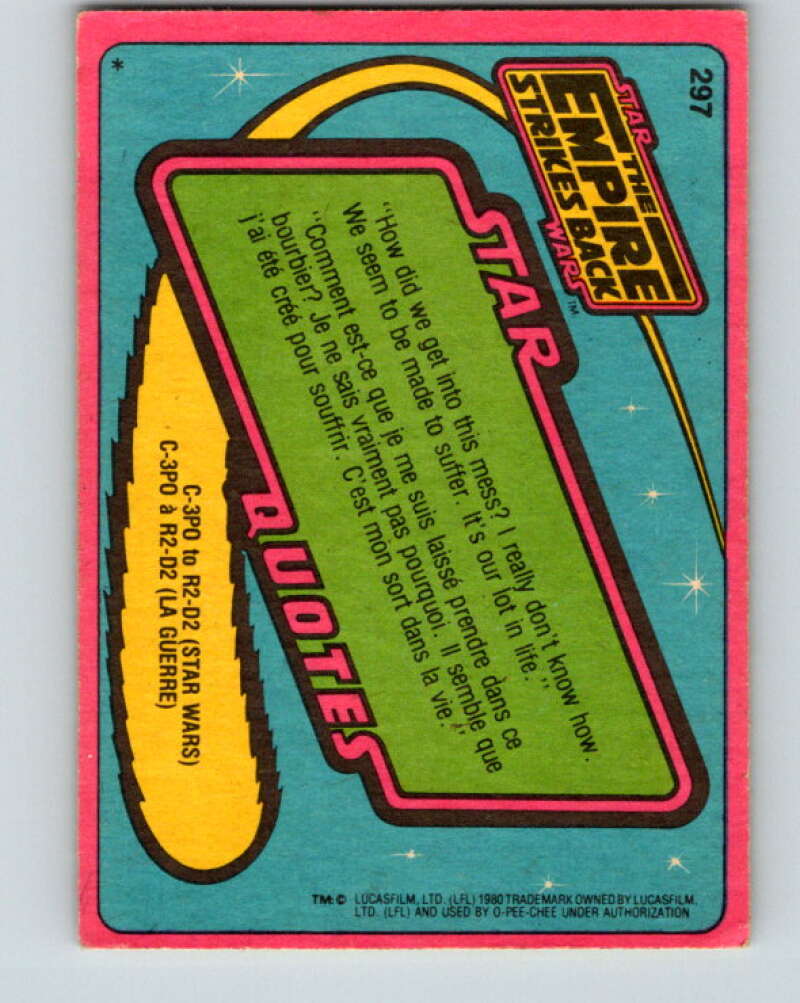 297
STAR
THE
EMPIRE
STRIKES BACK
WARS™
STAR
"How did we get into this mess? I really don't know how.
We seem to be made to suffer. It's our lot in life."
"Comment est-ce que je me suis laissé prendre dans ce
bourbier? Je ne sais vraiment pas pourquoi. Il semble que
j'ai été créé pour souffrir. C'est mon sort dans la vie."
QUOTES
C-3PO to R2-D2 (STAR WARS)
C-3PO à R2-D2 (LA GUERRE)
*
TM:© LUCASFILM, LTD. (LFL) 1980 TRADEMARK OWNED BY LUCASFILM,
LTD. (LFL) AND USED BY O-PEE-CHEE UNDER AUTHORIZATION